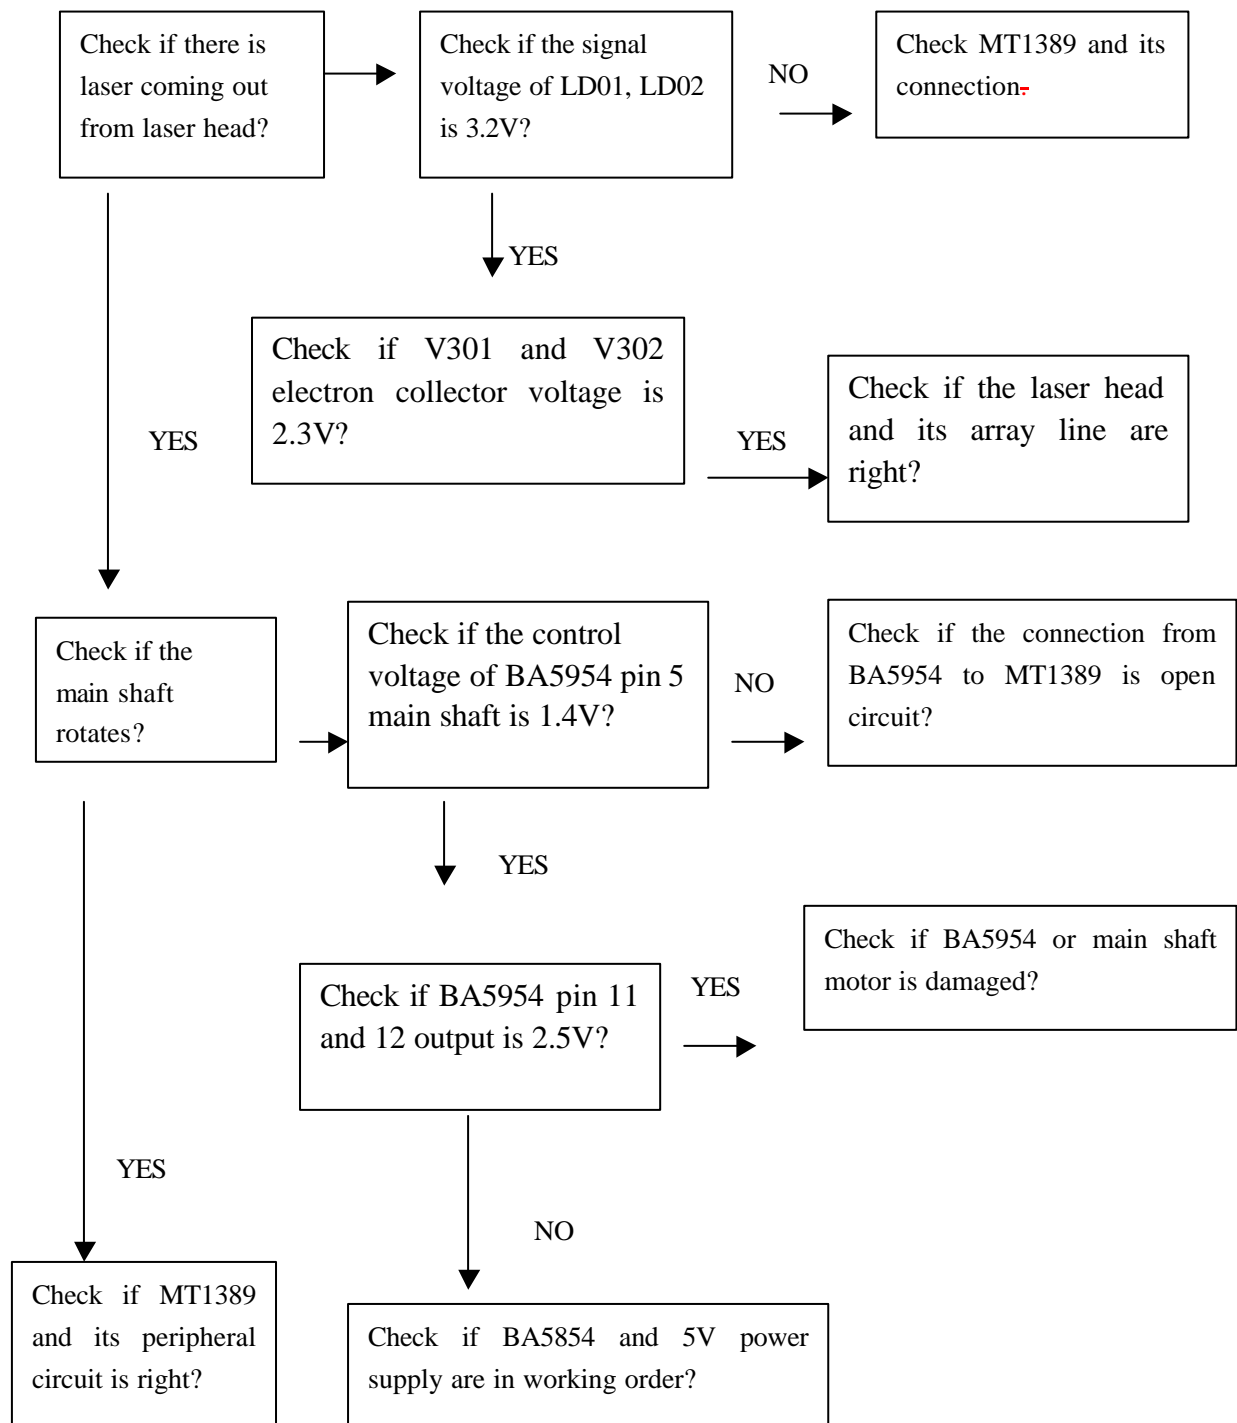 Check if there is
laser coming out
from laser head?
Check if the signal
voltage of LD01, LD02
is 3.2V?
NO
Check MT1389 and its
connection.
YES
Check if V301 and V302
electron collector voltage is
2.3V?
YES
YES
Check if the laser head
and its array line are
right?
Check if the
main shaft
rotates?
Check if the control
voltage of BA5954 pin 5
main shaft is 1.4V?
NO
Check if the connection from
BA5954 to MT1389 is open
circuit?
YES
Check if BA5954 pin 11
and 12 output is 2.5V?
YES
Check if BA5954 or main shaft
motor is damaged?
YES
NO
Check if MT1389
and its peripheral
circuit is right?
Check if BA5854 and 5V power
supply are in working order?